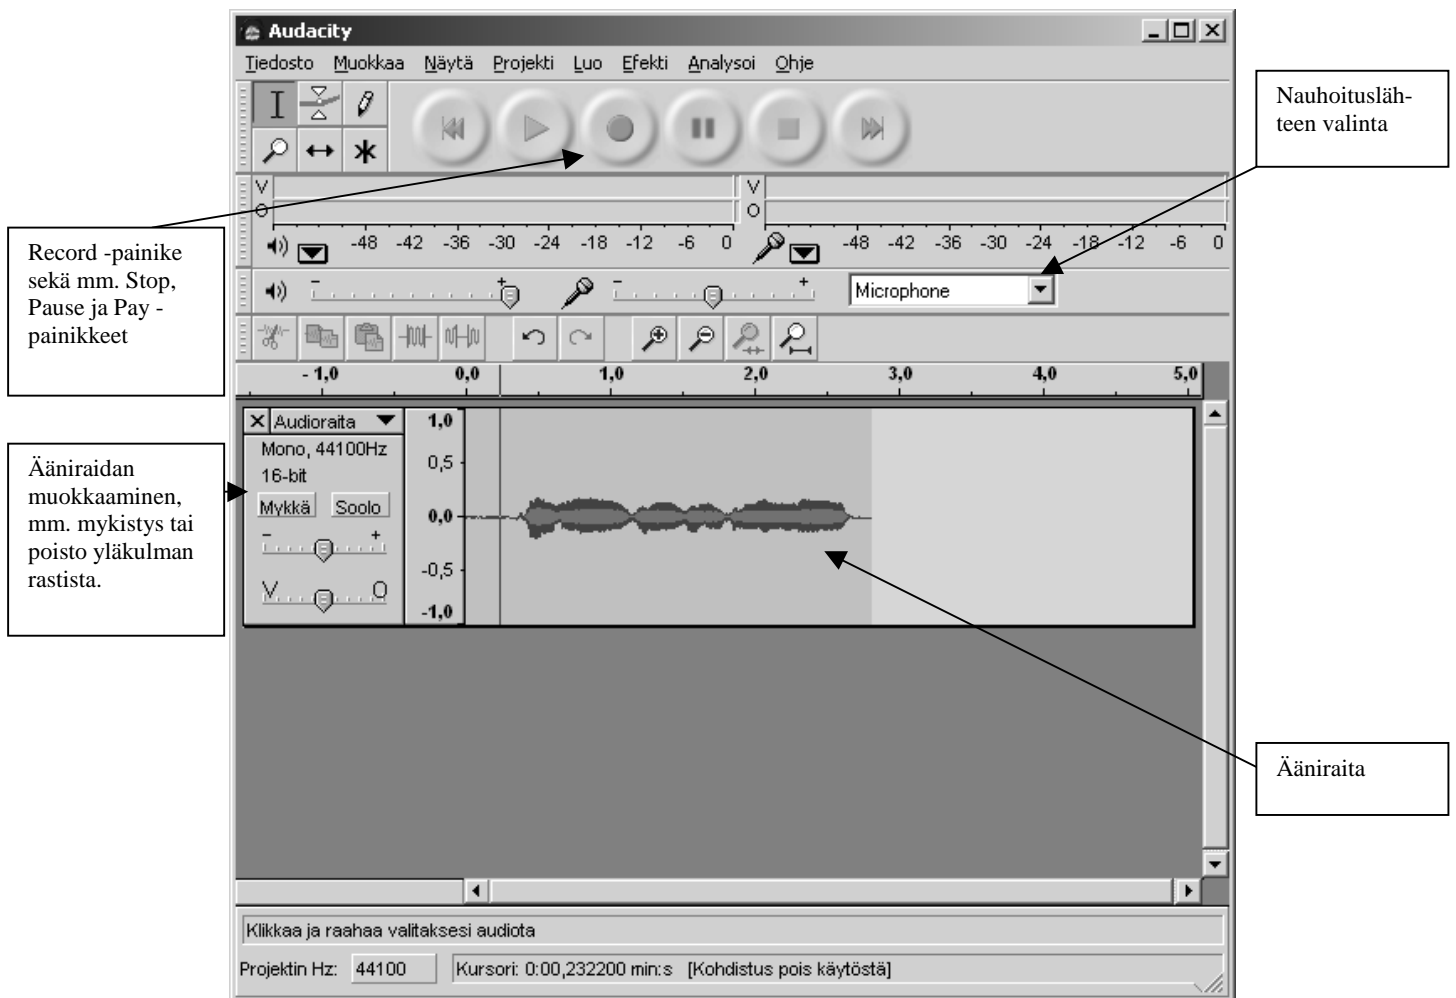 Audacity
Tiedosto Muokkaa Näytä Projekti Luo Efekti Analysoi Ohje
Nauhoitusläh-
teen valinta
V V
O O
-48 -42 -36 -30 -24 -18 -12 -6 0 -48 -42 -36 -30 -24 -18 -12 -6 0
Record -painike
sekä mm. Stop,
Pause ja Pay -
painikkeet
- + - + Microphone
- 1,0 0,0 1,0 2,0 3,0 4,0 5,0
Audioraita
Mono, 44100Hz
16-bit
Mykkä Soolo
- +
V O
1,0
0,5
0,0
-0,5
-1,0
Ääniraidan
muokkaaminen,
mm. mykistys tai
poisto yläkulman
rastista.
Ääniraita
Klikkaa ja raahaa valitaksesi audiota
Projektin Hz: 44100 Kursori: 0:00,232200 min:s [Kohdistus pois käytöstä]